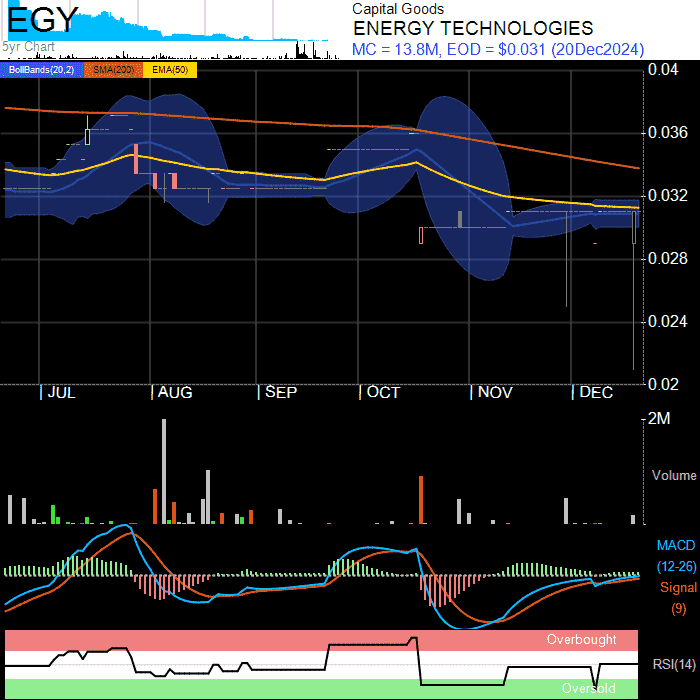 EGY
5yr Chart
Capital Goods
ENERGY TECHNOLOGIES
MC = 13.8M, EOD = $0.031 (20Dec2024)
BollBands(20,2) SMA(200) EMA(50)
0.04
0.036
0.032
0.028
0.024
0.02
JUL AUG SEP OCT NOV DEC
2M
Volume
MACD
(12-26)
Signal
(9)
Overbought
RSI(14)
Oversold